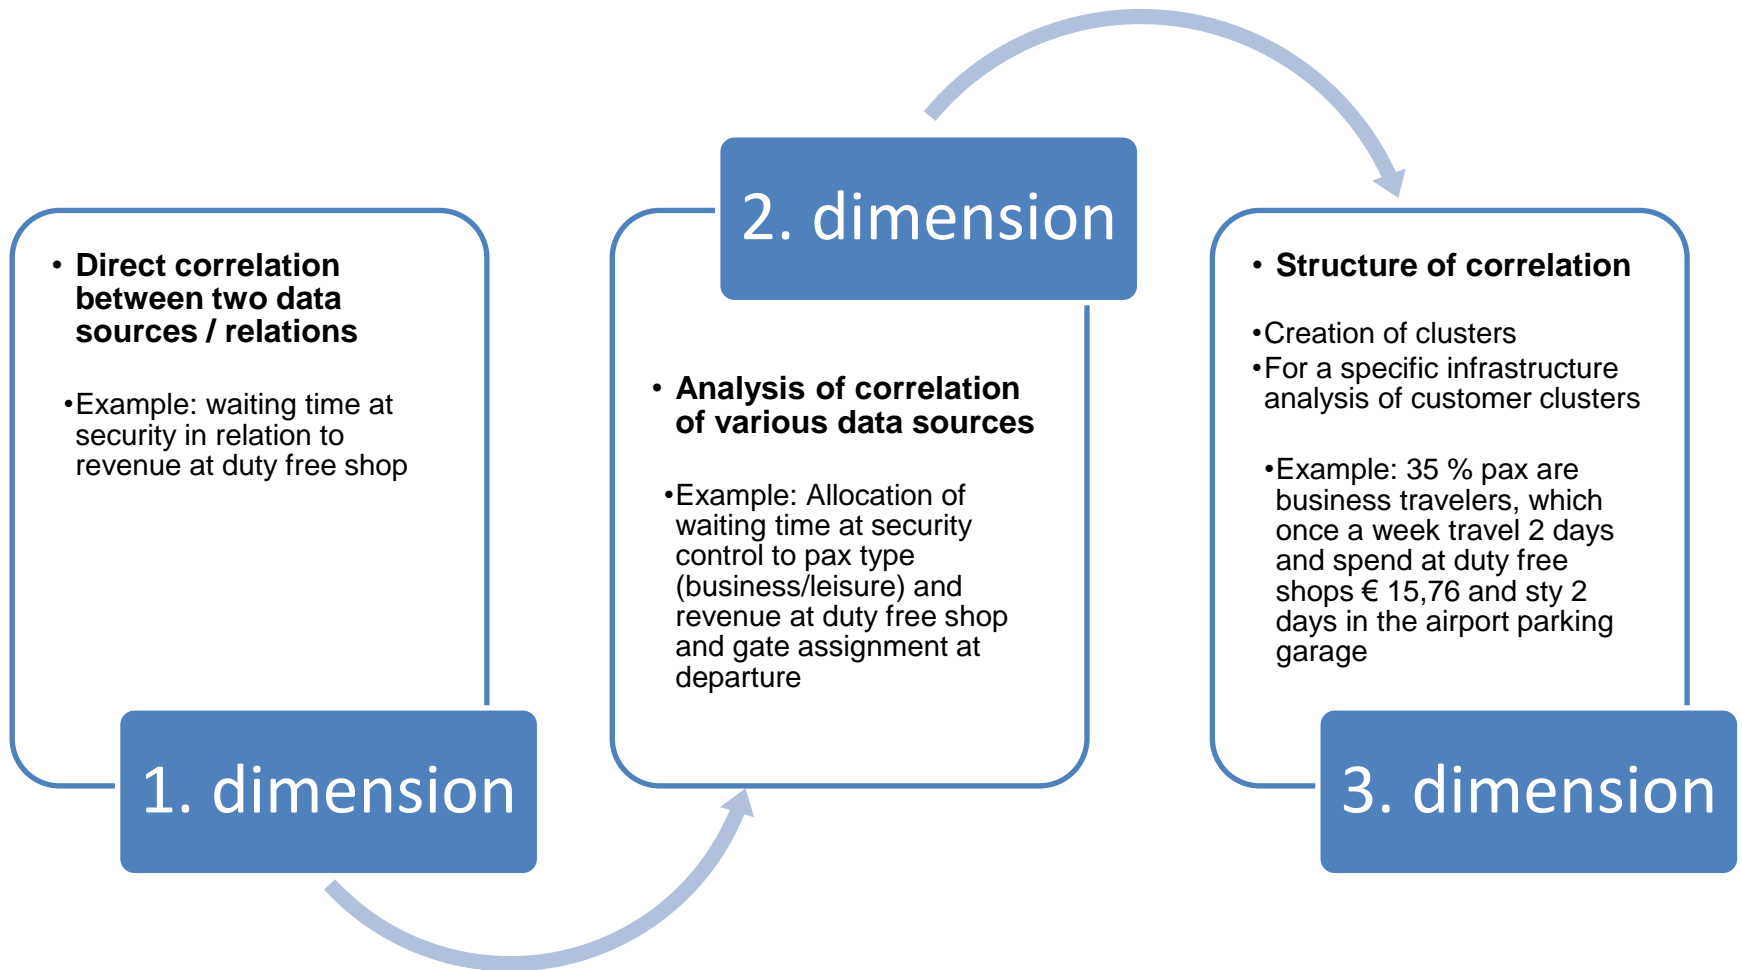 • Direct correlation
between two data
sources / relations
•Example: waiting time at
security in relation to
revenue at duty free shop
1. dimension
2. dimension
• Analysis of correlation
of various data sources
•Example: Allocation of
waiting time at security
control to pax type
(business/leisure) and
revenue at duty free shop
and gate assignment at
departure
• Structure of correlation
•Creation of clusters
•For a specific infrastructure
analysis of customer clusters
•Example: 35 % pax are
business travelers, which
once a week travel 2 days
and spend at duty free
shops € 15,76 and sty 2
days in the airport parking
garage
3. dimension